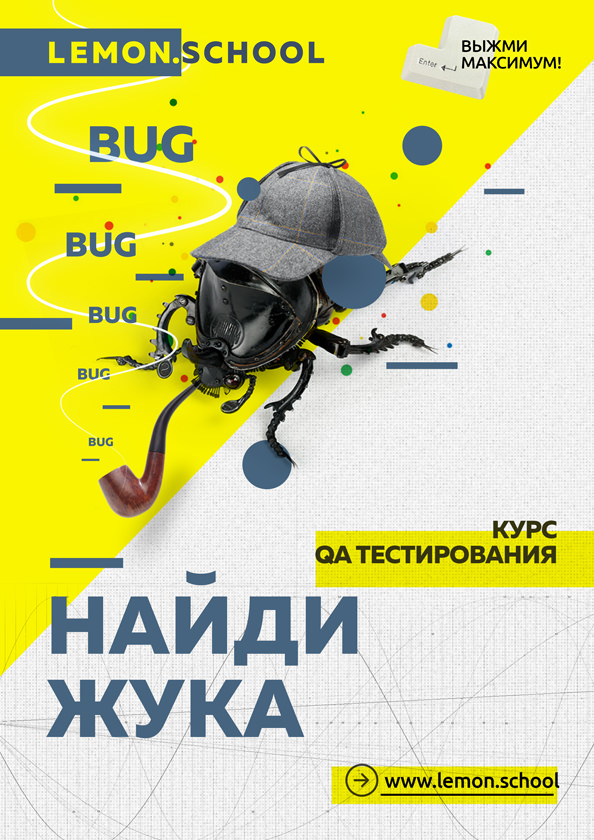 LEMON.SCHOOL
ВЫЖМИ
МАКСИМУМ!
Enter
BUG
BUG
BUG
BUG
BUG
КУРС
QA ТЕСТИРОВАНИЯ
НАЙДИ
ЖУКА
www.lemon.school